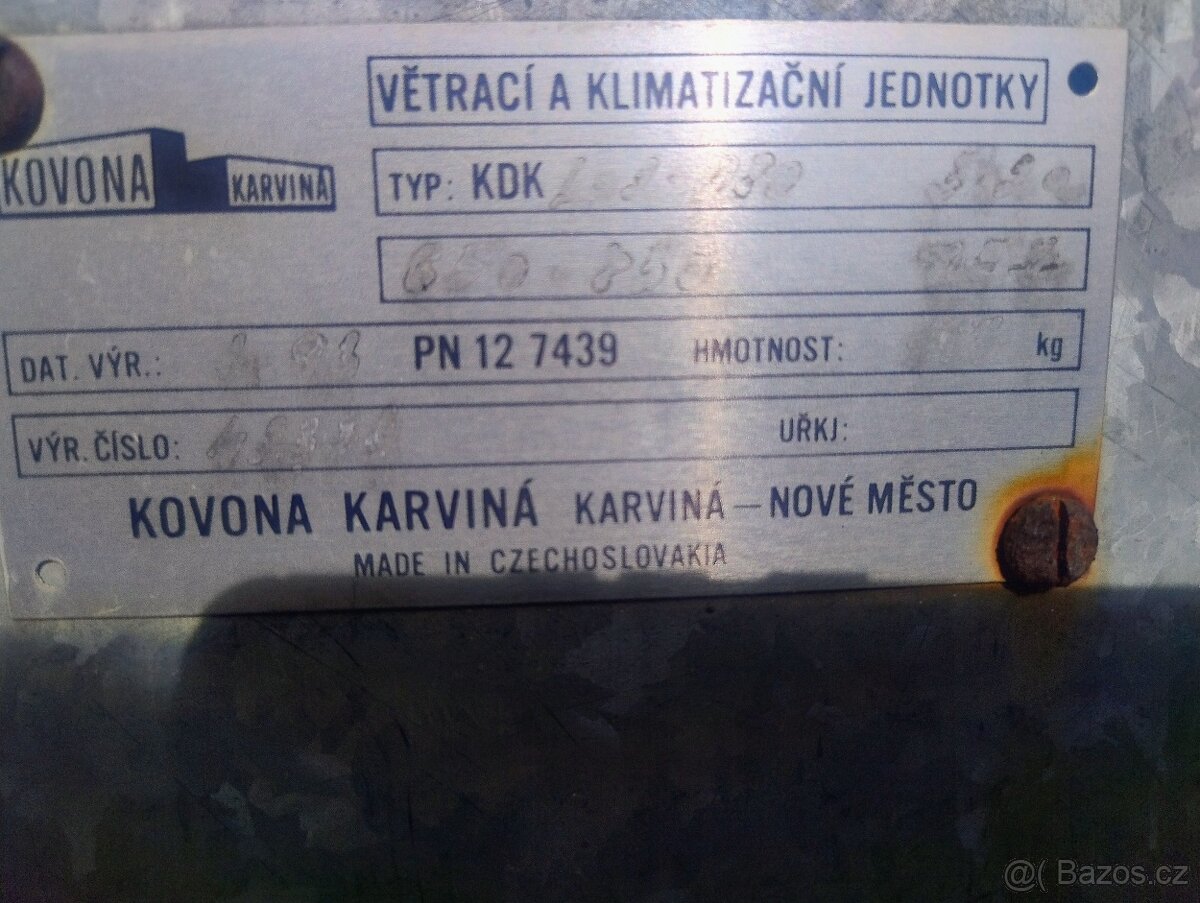 VĚTRACÍ A KLIMATIZAČNÍ JEDNOTKY
KOVONA KARVINÁ
TYP: KDK
DAT. VÝR.: PN 12 7439 HMOTNOST: kg
VÝR. ČÍSLO: UŘKJ:
KOVONA KARVINÁ KARVINÁ – NOVÉ MĚSTO
MADE IN CZECHOSLOVAKIA
@( Bazos.cz